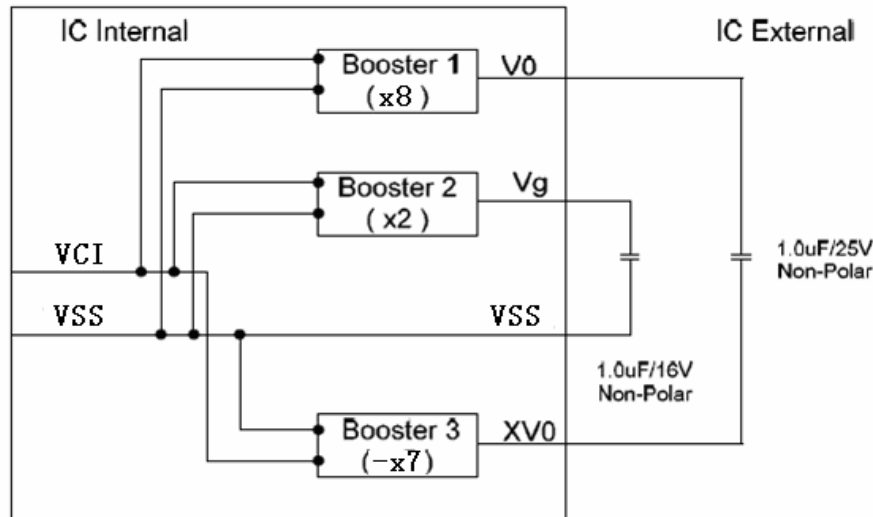 IC Internal
IC External
Booster 1
(x8)
V0
Booster 2
(x2)
Vg
VCI
VSS
VSS
1.0uF/25V
Non-Polar
1.0uF/16V
Non-Polar
Booster 3
(-x7)
XV0